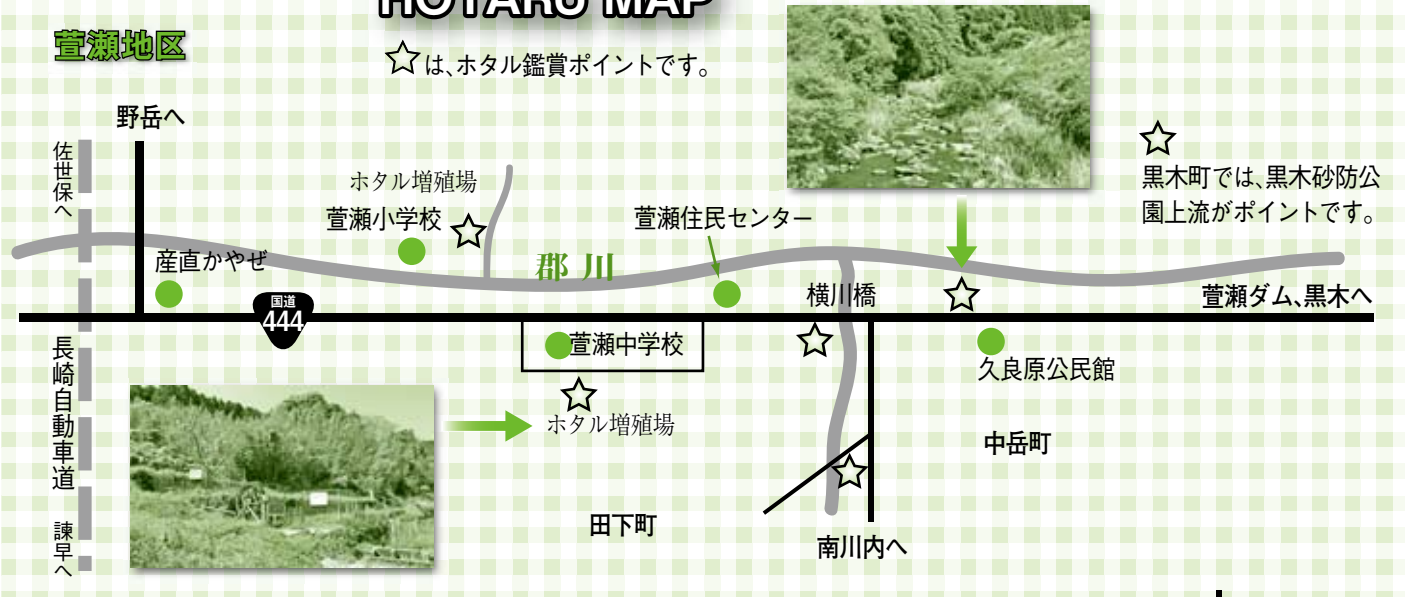 HOTARU MAP
萱瀬地区
は、ホタル鑑賞ポイントです。
野岳へ
佐世保へ
ホタル増殖場
萱瀬小学校
萱瀬住民センター
黒木町では、黒木砂防公
園上流がポイントです。
産直かやぜ
郡川
横川橋
萱瀬ダム、黒木へ
国道
444
萱瀬中学校
久良原公民館
長崎自動車道
ホタル増殖場
中岳町
田下町
諫早へ
南川内へ